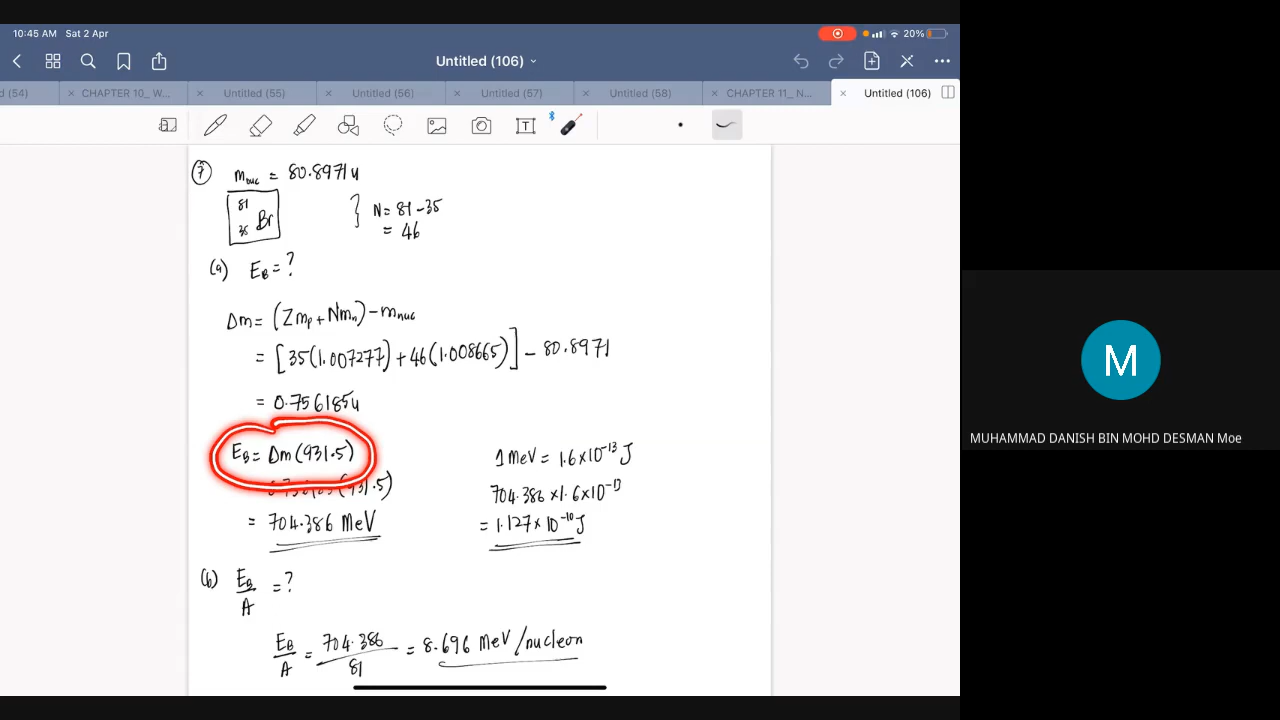 10:45 AM Sat 2 Apr
20%
Untitled (106)
d (54)
CHAPTER 10_ W...
Untitled (55)
Untitled (56)
Untitled (57)
Untitled (58)
CHAPTER 11_ N...
Untitled (106)
T
7 m_nuc = 80.8971u
81
35 Br
} N = 81 - 35
= 46
(a) E_B = ?
Δm = (Zm_p + Nm_n) - m_nuc
= [35(1.007277) + 46(1.008665)] - 80.8971
= 0.756185u
E_B = Δm(931.5)
0.756185(931.5)
= 704.386 MeV
1 MeV = 1.6×10⁻¹³ J
704.386 × 1.6×10⁻¹³
= 1.127×10⁻¹⁰ J
(b) E_B/A = ?
E_B/A = 704.386/81 = 8.696 MeV/nucleon
M
MUHAMMAD DANISH BIN MOHD DESMAN Moe